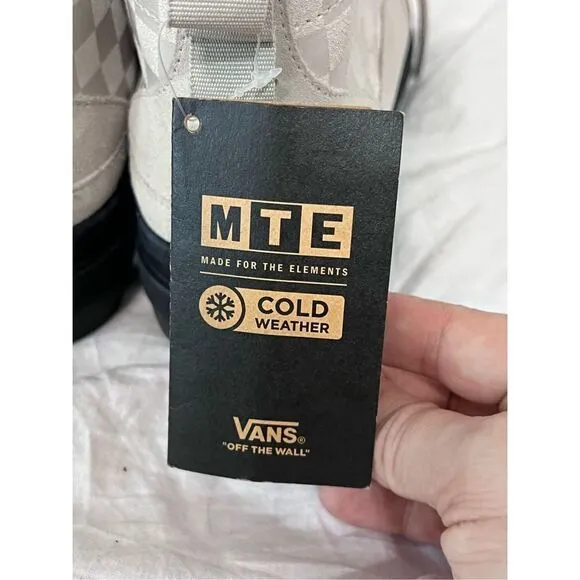 MTE
MADE FOR THE ELEMENTS
COLD
WEATHER
VANS®
"OFF THE WALL"